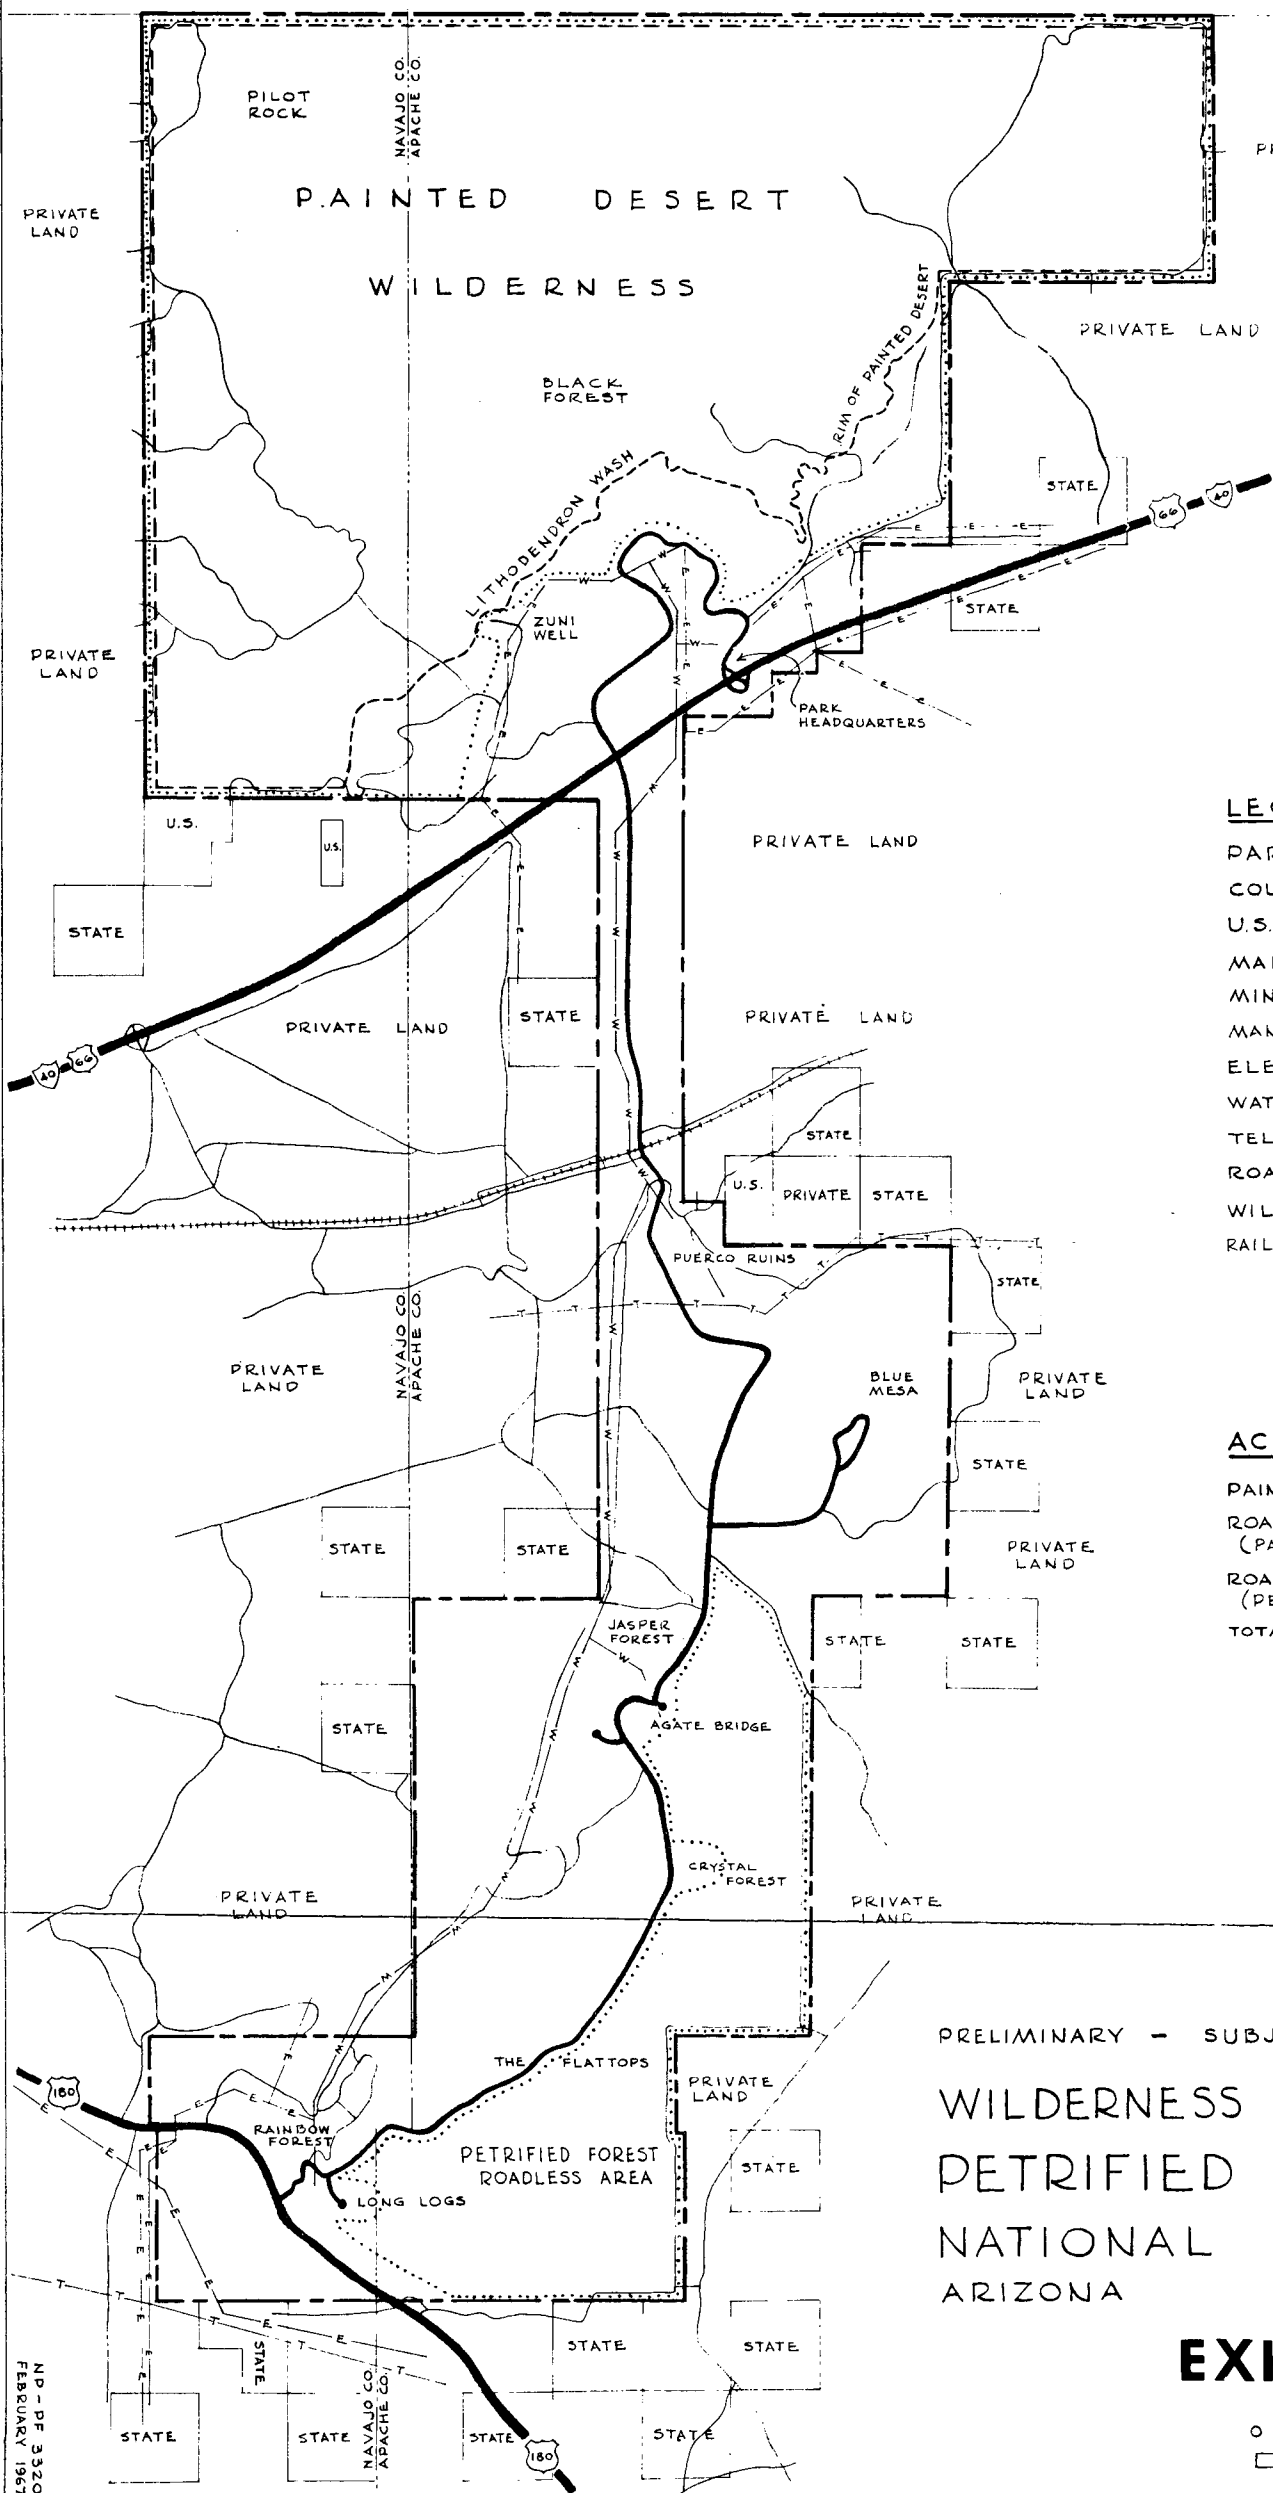 PILOT
ROCK
NAVAJO CO.
APACHE CO.
P.AINTED DESERT
WILDERNESS
PRIVATE
LAND
RIM OF PAINTED DESERT
PRIVATE LAND
BLACK
FOREST
LITHODENDRON WASH
STATE
66
40
STATE
ZUNI
WELL
PRIVATE
LAND
PARK
HEADQUARTERS
U.S.
U.S.
PRIVATE LAND
STATE
STATE
PRIVATE LAND
PRIVATE LAND
40
66
STATE
U.S.
PRIVATE
STATE
PUERCO RUINS
STATE
NAVAJO CO.
APACHE CO.
PRIVATE
LAND
BLUE
MESA
PRIVATE
LAND
STATE
STATE
STATE
PRIVATE
LAND
JASPER
FOREST
STATE
STATE
STATE
AGATE BRIDGE
CRYSTAL
FOREST
PRIVATE
LAND
PRIVATE
LAND
THE FLATTOPS
PRIVATE
LAND
180
RAINBOW
FOREST
PETRIFIED FOREST
ROADLESS AREA
STATE
LONG LOGS
STATE
STATE
STATE
STATE
STATE
NAVAJO CO.
APACHE CO.
STATE
STATE
180
NP-PF 3320
FEBRUARY 1967
U.S.
PRELIMINARY - 
WILDERNESS
PETRIFIED
NATIONAL
ARIZONA
0